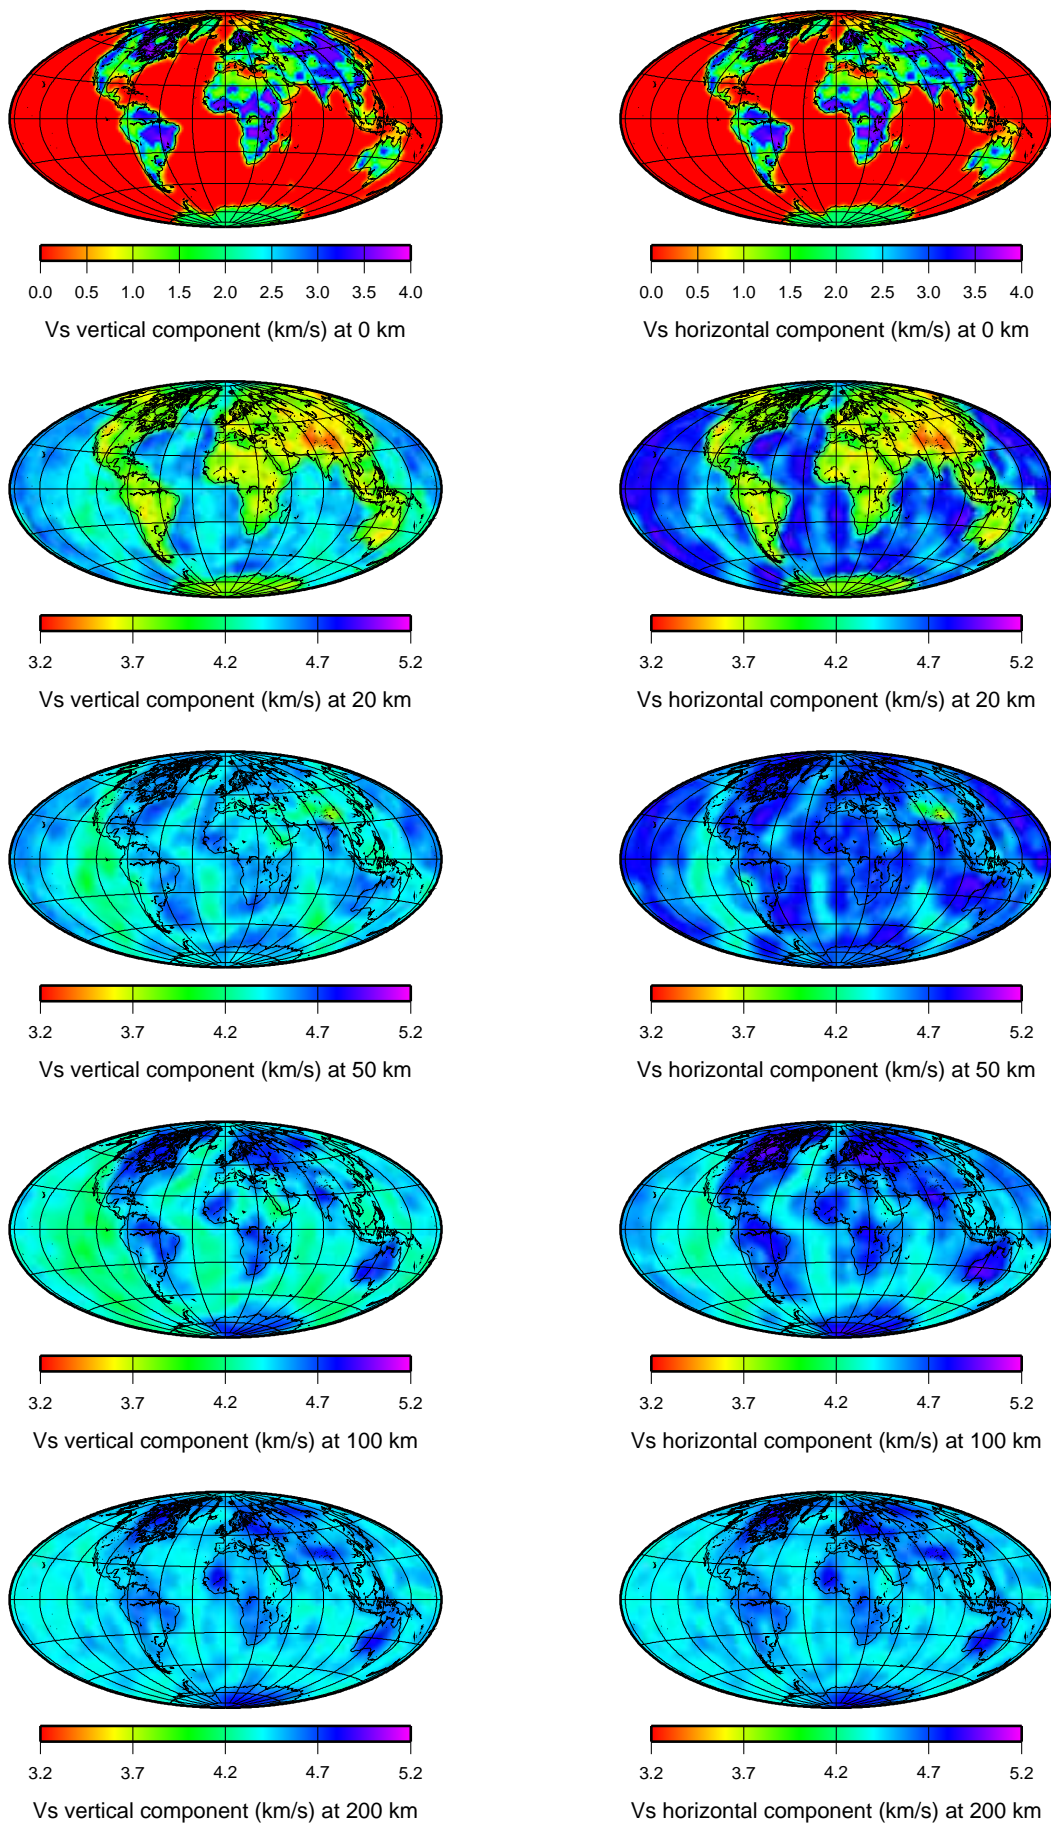 0.0 0.5 1.0 1.5 2.0 2.5 3.0 3.5 4.0
Vs vertical component (km/s) at 0 km
0.0 0.5 1.0 1.5 2.0 2.5 3.0 3.5 4.0
Vs horizontal component (km/s) at 0 km
3.2 3.7 4.2 4.7 5.2
Vs vertical component (km/s) at 20 km
3.2 3.7 4.2 4.7 5.2
Vs horizontal component (km/s) at 20 km
3.2 3.7 4.2 4.7 5.2
Vs vertical component (km/s) at 50 km
3.2 3.7 4.2 4.7 5.2
Vs horizontal component (km/s) at 50 km
3.2 3.7 4.2 4.7 5.2
Vs vertical component (km/s) at 100 km
3.2 3.7 4.2 4.7 5.2
Vs horizontal component (km/s) at 100 km
3.2 3.7 4.2 4.7 5.2
Vs vertical component (km/s) at 200 km
3.2 3.7 4.2 4.7 5.2
Vs horizontal component (km/s) at 200 km